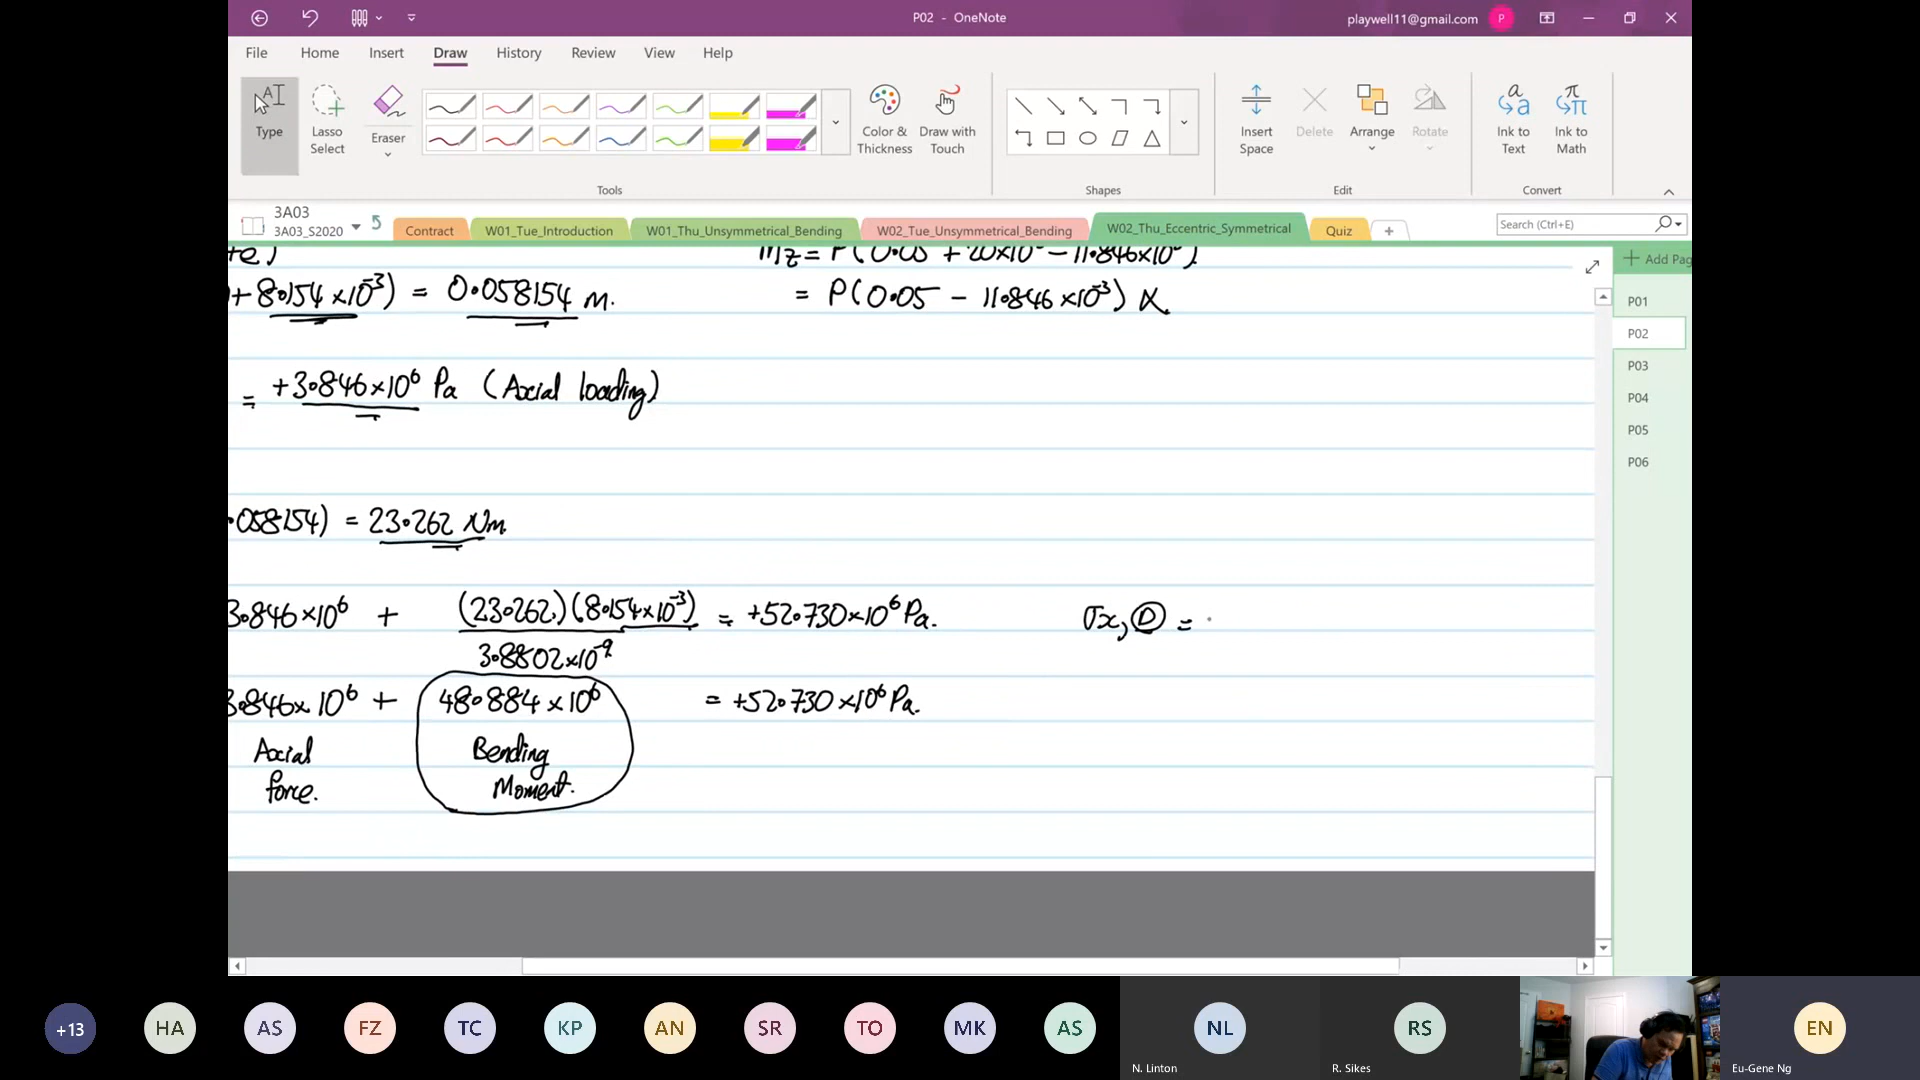 P02 - OneNote
playwell11@gmail.com
P
File Home Insert Draw History Review View Help
Type
Lasso Select
Eraser
Color & Thickness
Draw with Touch
Insert Space
Delete
Arrange
Rotate
Ink to Text
Ink to Math
Tools
Shapes
Edit
Convert
3A03
3A03_S2020
Contract
W01_Tue_Introduction
W01_Thu_Unsymmetrical_Bending
W02_Tue_Unsymmetrical_Bending
W02_Thu_Eccentric_Symmetrical
Quiz
+
Search (Ctrl+E)
Add Pag
P01
P02
P03
P04
P05
P06
+ 8.154 ×10⁻³) = 0.058154 m.
= P(0.05 - 11.846 ×10⁻³)
= +3.846×10⁶ Pa (Axial loading)
.058154) = 23.262 Nm
3.846×10⁶ + (23.262)(8.154×10⁻³) = +52.730×10⁶ Pa.
3.8802×10⁻⁹
σx, D =
3.846× 10⁶ + 48.884 × 10⁶ = +52.730 ×10⁶ Pa.
Axial force.
Bending Moment.
+13
HA
AS
FZ
TC
KP
AN
SR
TO
MK
AS
NL
N. Linton
RS
R. Sikes
EN
Eu-Gene Ng